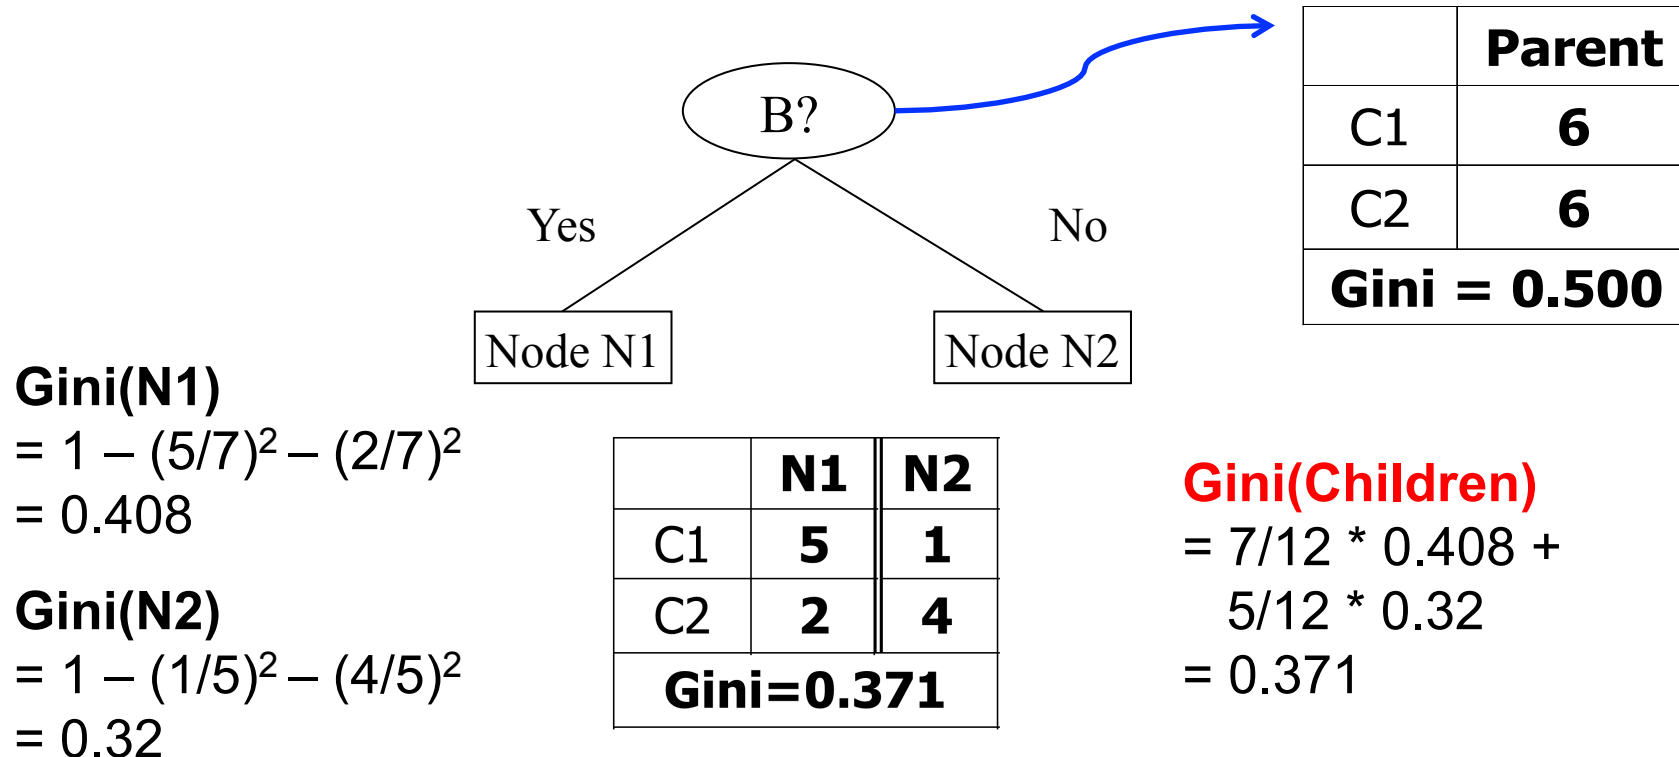 B?
Yes
No
Node N1
Node N2
Parent
C1 6
C2 6
Gini = 0.500
Gini(N1)
= 1 – (5/7)² – (2/7)²
= 0.408
Gini(N2)
= 1 – (1/5)² – (4/5)²
= 0.32
N1 N2
C1 5 1
C2 2 4
Gini=0.371
Gini(Children)
= 7/12 * 0.408 +
5/12 * 0.32
= 0.371